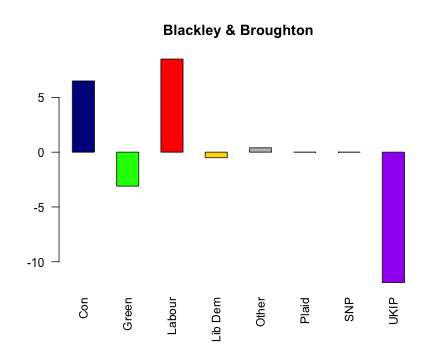 Blackley & Broughton
5
0
-5
-10
Con
Green
Labour
Lib Dem
Other
Plaid
SNP
UKIP